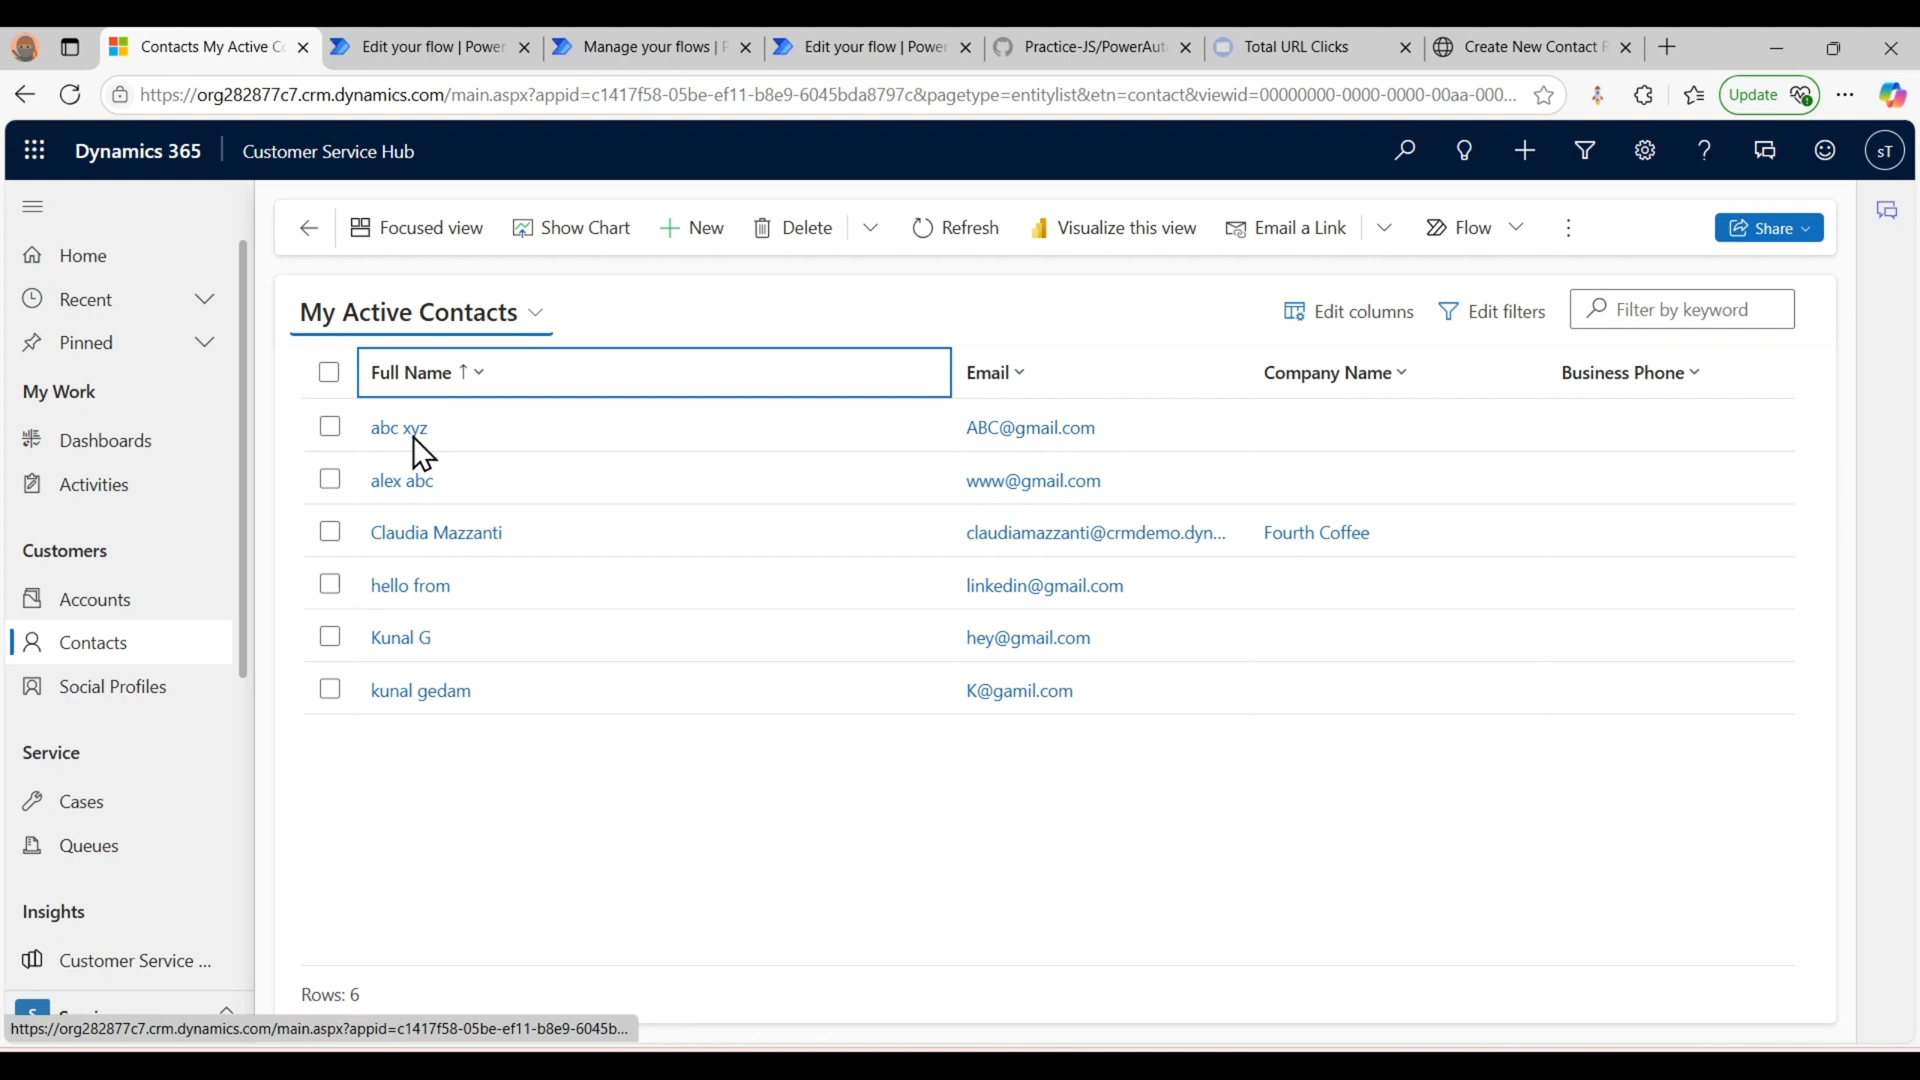 Contacts My Active C
Edit your flow | Power
Manage your flows | P
Edit your flow | Power
Practice-JS/PowerAut
Total URL Clicks
Create New Contact F
https://org282877c7.crm.dynamics.com/main.aspx?appid=c1417f58-05be-ef11-b8e9-6045bda8797c&pagetype=entitylist&etn=contact&viewid=00000000-0000-0000-00aa-000...
Update
Dynamics 365
Customer Service Hub
sT
Focused view
Show Chart
New
Delete
Refresh
Visualize this view
Email a Link
Flow
Share
Home
Recent
Pinned
My Work
Dashboards
Activities
Customers
Accounts
Contacts
Social Profiles
Service
Cases
Queues
Insights
Customer Service ...
My Active Contacts
Edit columns
Edit filters
Filter by keyword
Full Name
Email
Company Name
Business Phone
abc xyz
ABC@gmail.com
alex abc
www@gmail.com
Claudia Mazzanti
claudiamazzanti@crmdemo.dyn...
Fourth Coffee
hello from
linkedin@gmail.com
Kunal G
hey@gmail.com
kunal gedam
K@gamil.com
Rows: 6
https://org282877c7.crm.dynamics.com/main.aspx?appid=c1417f58-05be-ef11-b8e9-6045b...